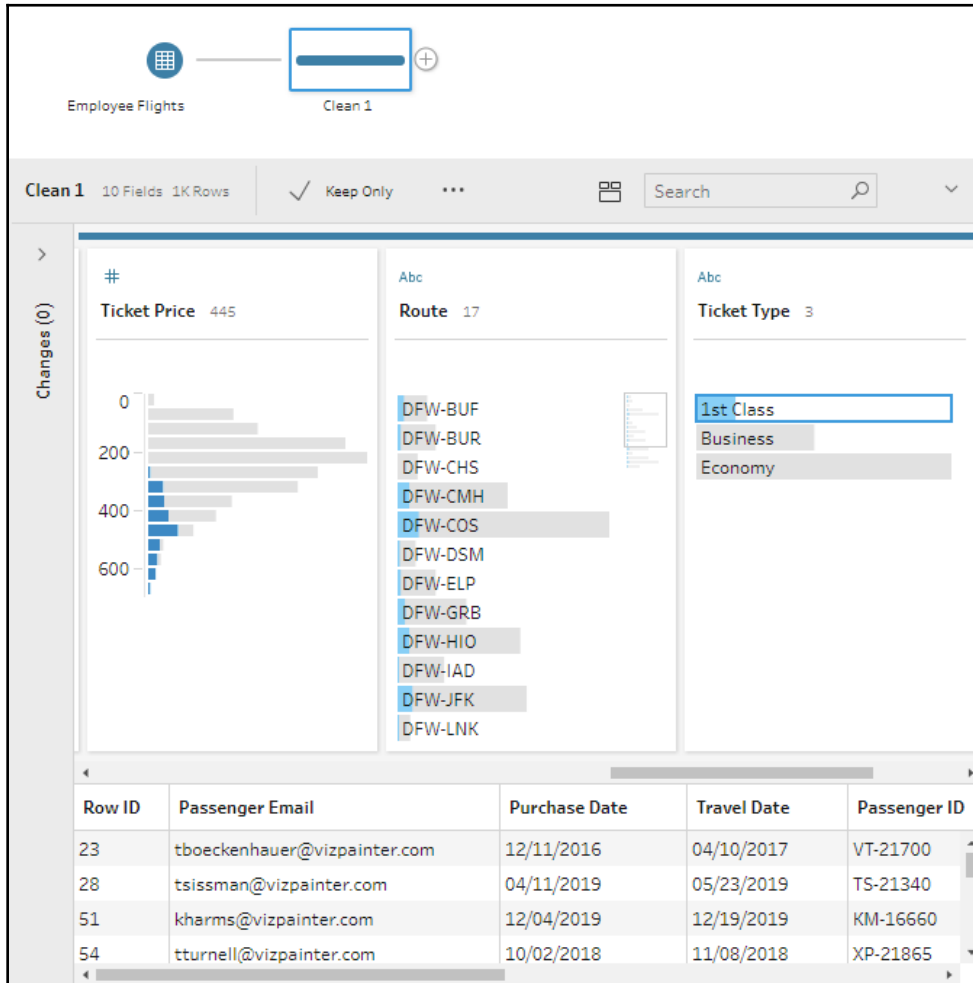 Employee Flights
Clean 1
Clean 1 10 Fields 1K Rows Keep Only ••• Search
Changes (0)
#
Ticket Price 445
0
200
400
600
Abc
Route 17
DFW-BUF
DFW-BUR
DFW-CHS
DFW-CMH
DFW-COS
DFW-DSM
DFW-ELP
DFW-GRB
DFW-HIO
DFW-IAD
DFW-JFK
DFW-LNK
Abc
Ticket Type 3
1st Class
Business
Economy
Row ID Passenger Email Purchase Date Travel Date Passenger ID
23 tboeckenhauer@vizpainter.com 12/11/2016 04/10/2017 VT-21700
28 tsissman@vizpainter.com 04/11/2019 05/23/2019 TS-21340
51 kharms@vizpainter.com 12/04/2019 12/19/2019 KM-16660
54 tturnell@vizpainter.com 10/02/2018 11/08/2018 XP-21865